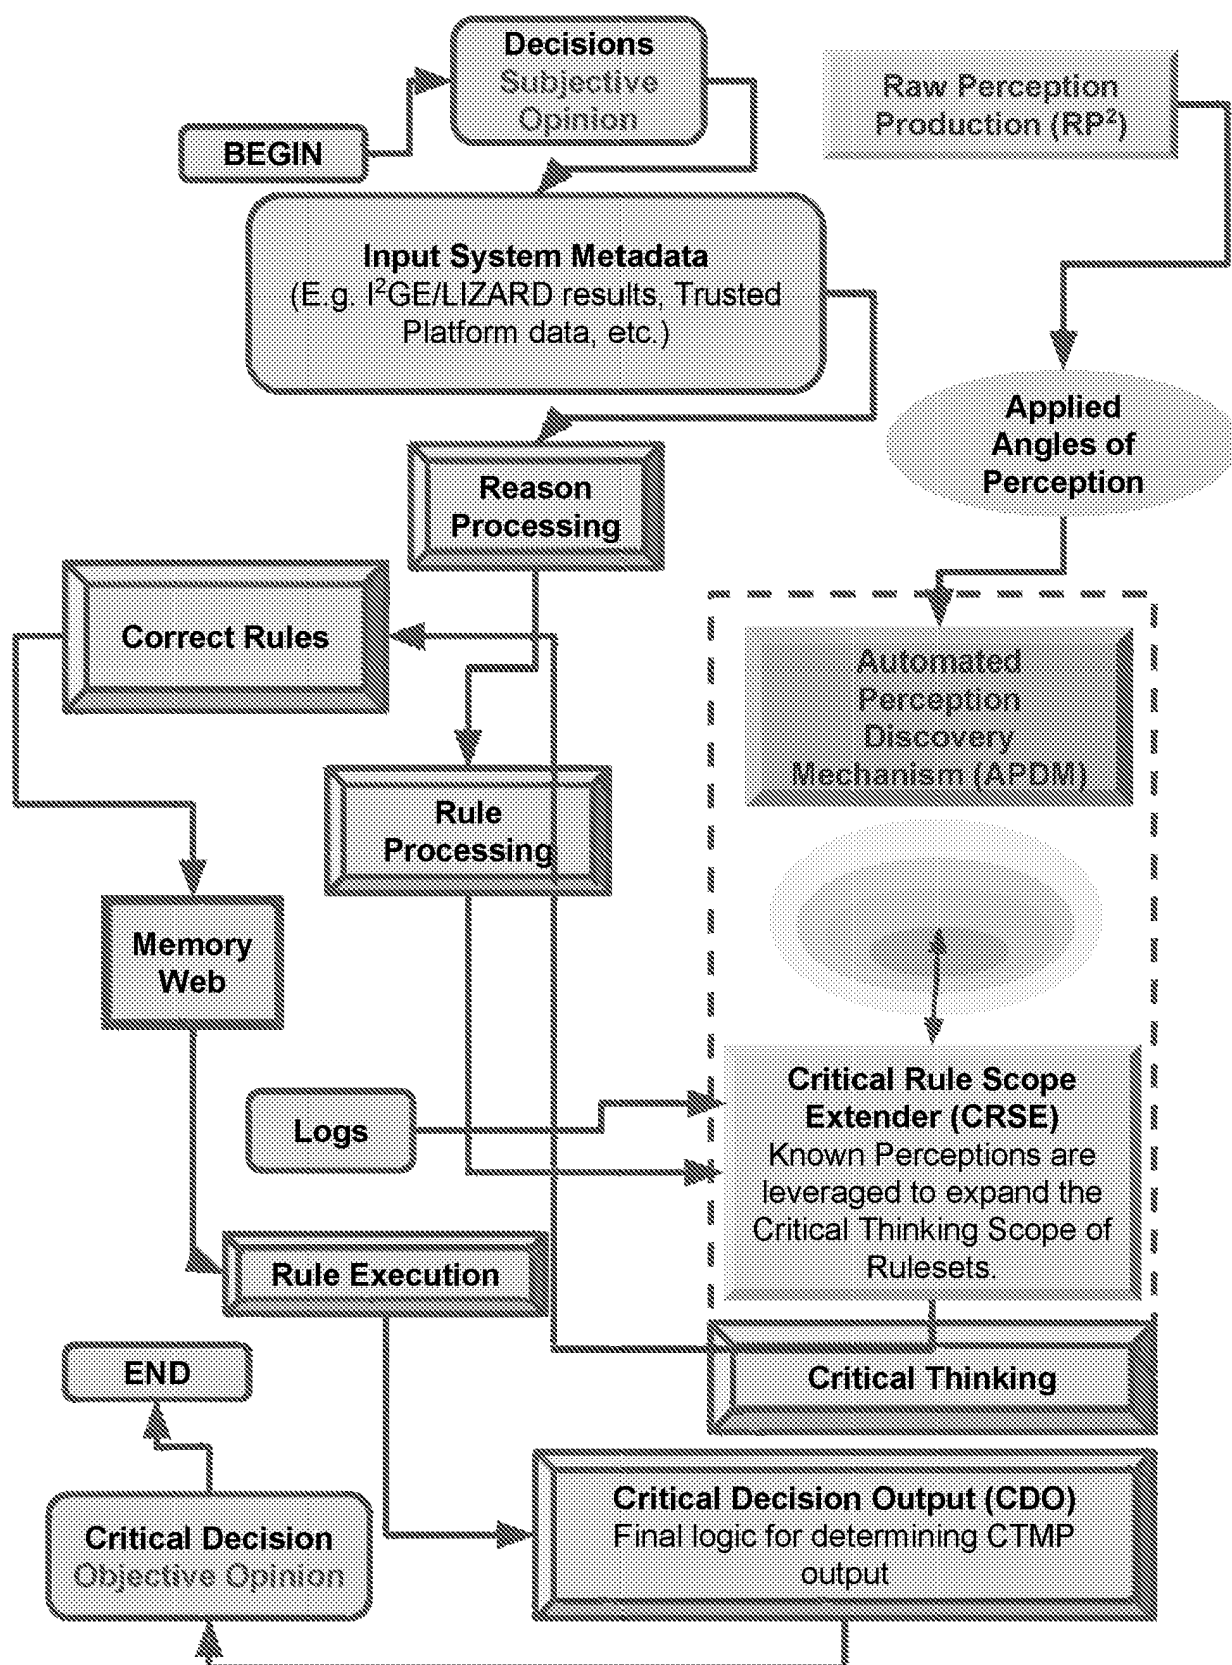 Decisions
Subjective
Opinion
Raw Perception
Production (RP²)
BEGIN
Input System Metadata
(E.g. I²GE/LIZARD results, Trusted
Platform data, etc.)
Applied
Angles of
Perception
Reason
Processing
Correct Rules
Automated
Perception
Discovery
Mechanism (APDM)
Rule
Processing
Memory
Web
Critical Rule Scope
Extender (CRSE)
Known Perceptions are
leveraged to expand the
Critical Thinking Scope of
Rulesets.
Logs
Rule Execution
END
Critical Thinking
Critical Decision Output (CDO)
Final logic for determining CTMP
output
Critical Decision
Objective Opinion